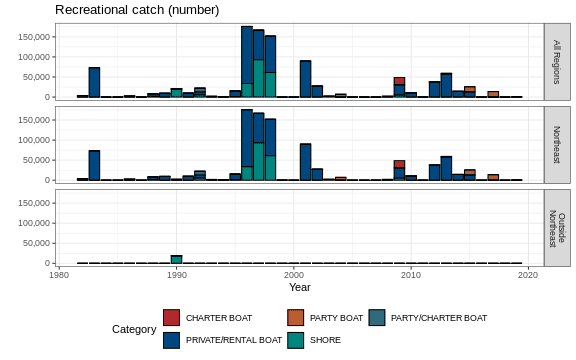 Recreational catch (number)
150,000
100,000
50,000
0
All Regions
150,000
100,000
50,000
0
Northeast
150,000
100,000
50,000
0
Outside
Northeast
1980 1990 2000 2010 2020
Year
Category
CHARTER BOAT PARTY BOAT PARTY/CHARTER BOAT
PRIVATE/RENTAL BOAT SHORE